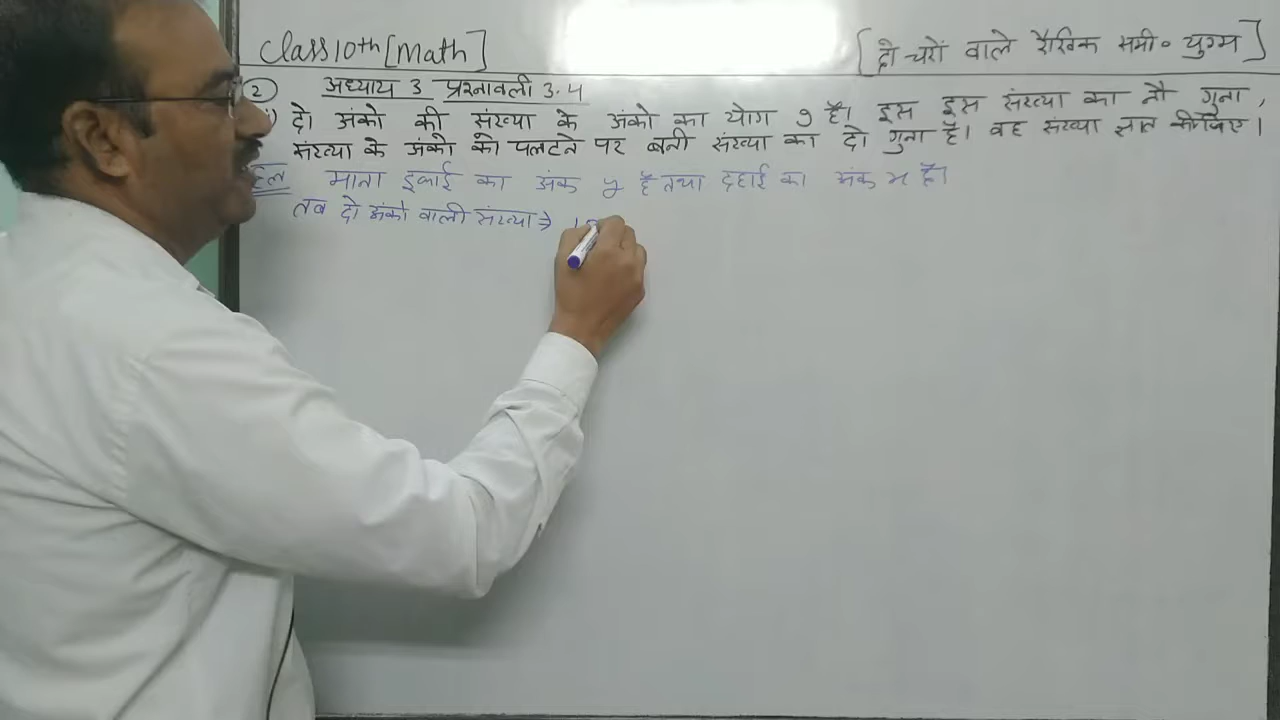 Class 10th [Math]
[दो चरों वाले रैखिक समी० युग्म]
2 अध्याय 3 प्रश्नावली 3.4
दो अंको की संख्या के अंको का योग 9 है। इस इस संख्या का नौ गुना,
संख्या के अंको को पलटने पर बनी संख्या का दो गुना है। वह संख्या ज्ञात कीजिए।
हल माना इकाई का अंक y है तथा दहाई का अंक x है।
तब दो अंको वाली संख्या ⇒